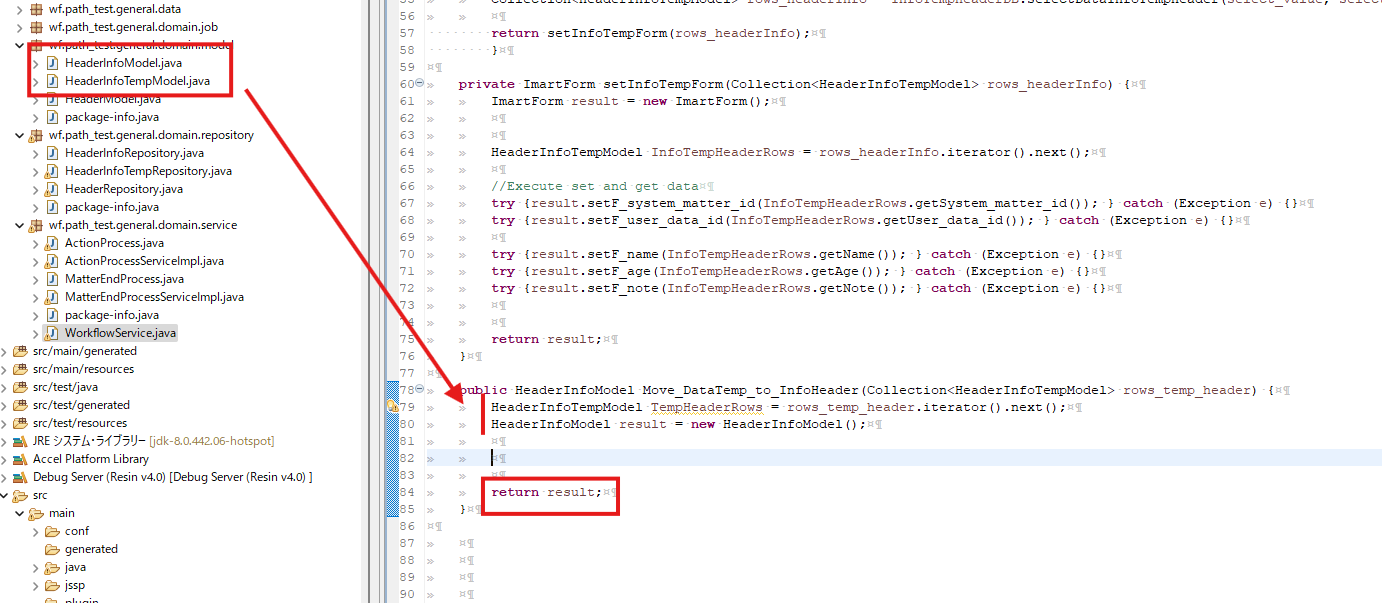 wf.path_test.general.data
wf.path_test.general.domain.job
wf.path_test.general.domain.model
HeaderInfoModel.java
HeaderInfoTempModel.java
HeaderModel.java
package-info.java
wf.path_test.general.domain.repository
HeaderInfoRepository.java
HeaderInfoTempRepository.java
HeaderRepository.java
package-info.java
wf.path_test.general.domain.service
ActionProcess.java
ActionProcessServiceImpl.java
MatterEndProcess.java
MatterEndProcessServiceImpl.java
package-info.java
WorkflowService.java
src/main/generated
src/main/resources
src/test/java
src/test/generated
src/test/resources
JRE システム・ライブラリー [jdk-8.0.442.06-hotspot]
Accel Platform Library
Debug Server (Resin v4.0) [Debug Server (Resin v4.0) ]
src
main
conf
generated
java
jssp
56
57 return setInfoTempForm(rows_headerInfo);
58 }
59
60 private ImartForm setInfoTempForm(Collection<HeaderInfoTempModel> rows_headerInfo) {
61 ImartForm result = new ImartForm();
62
63
64 HeaderInfoTempModel InfoTempHeaderRows = rows_headerInfo.iterator().next();
65
66 //Execute set and get data
67 try {result.setF_system_matter_id(InfoTempHeaderRows.getSystem_matter_id()); } catch (Exception e) {}
68 try {result.setF_user_data_id(InfoTempHeaderRows.getUser_data_id()); } catch (Exception e) {}
69
70 try {result.setF_name(InfoTempHeaderRows.getName()); } catch (Exception e) {}
71 try {result.setF_age(InfoTempHeaderRows.getAge()); } catch (Exception e) {}
72 try {result.setF_note(InfoTempHeaderRows.getNote()); } catch (Exception e) {}
73
74
75 return result;
76 }
77
78 public HeaderInfoModel Move_DataTemp_to_InfoHeader(Collection<HeaderInfoTempModel> rows_temp_header) {
79 HeaderInfoTempModel TempHeaderRows = rows_temp_header.iterator().next();
80 HeaderInfoModel result = new HeaderInfoModel();
81
82
83
84 return result;
85 }
86
87
88
89
90